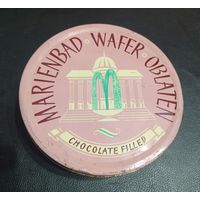 MARIENBAD · WAFER · OBLATEN
M
CHOCOLATE FILLED